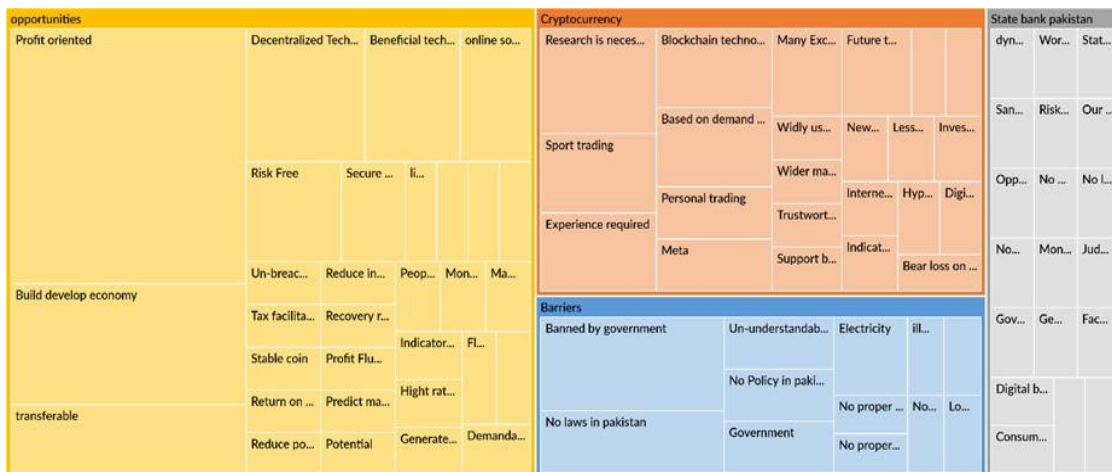 opportunities
Profit oriented
Build develop economy
transferable
Decentralized Tech...
Beneficial tech...
online so...
Risk Free
Secure ...
li...
Un-breac...
Reduce in...
Peop...
Mon...
Ma...
Tax facilita...
Recovery r...
Stable coin
Profit Flu...
Indicator...
Fl...
Return on ...
Predict ma...
Hight rat...
Reduce po...
Potential
Generate...
Demanda...
Cryptocurrency
Research is neces...
Sport trading
Experience required
Blockchain techno...
Based on demand ...
Personal trading
Meta
Many Exc...
Widly us...
Wider ma...
Trustwort...
Support b...
Future t...
New...
Less...
Inves...
Interne...
Hyp...
Digi...
Indicat...
Bear loss on ...
Barriers
Banned by government
No laws in pakistan
Un-understandab...
No Policy in paki...
Government
Electricity
ill...
No proper ...
No...
Lo...
No proper...
State bank pakistan
dyn...
Wor...
Stat...
San...
Risk...
Our ...
Opp...
No ...
No l...
No...
Mon...
Jud...
Gov...
Ge...
Fac...
Digital b...
Consum...